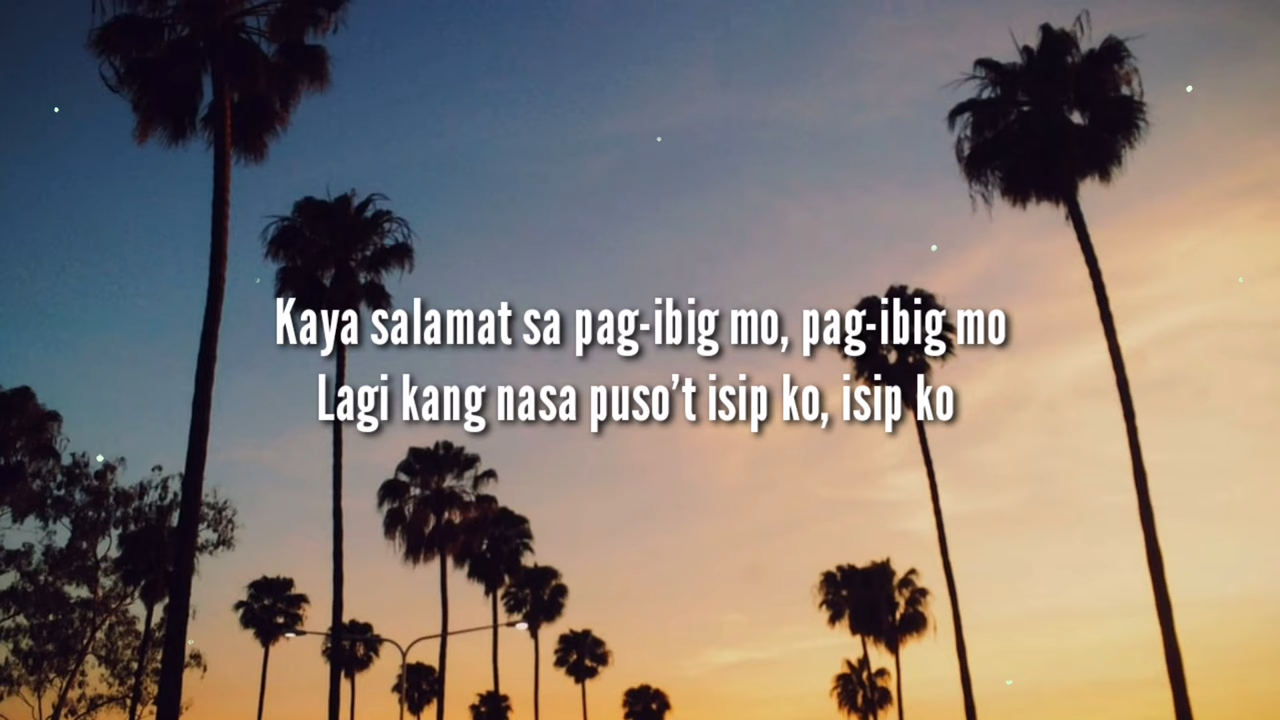 Kaya salamat sa pag-ibig mo, pag-ibig mo
Lagi kang nasa puso’t isip ko, isip ko